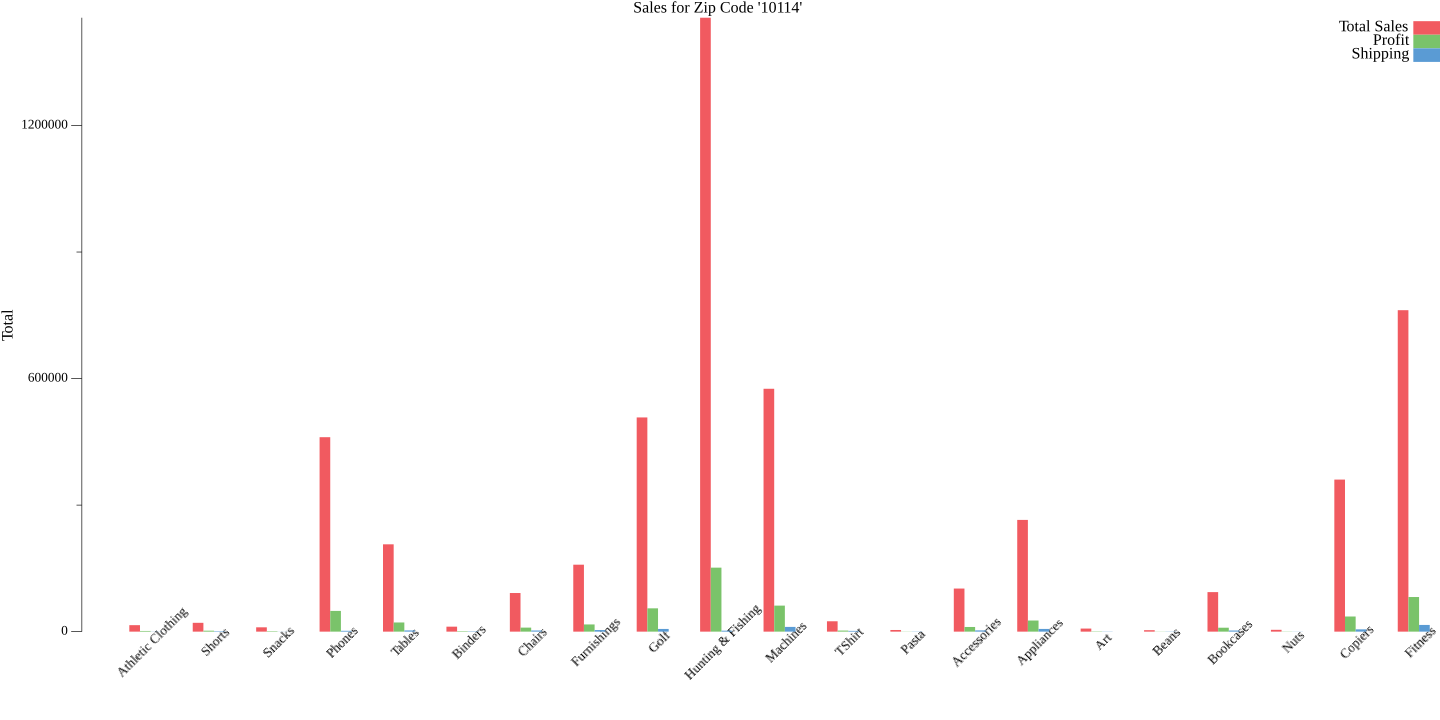 Sales for Zip Code '10114'
Total Sales
Profit
Shipping
Total
1200000
600000
0
Athletic Clothing
Shorts
Snacks
Phones
Tables
Binders
Chairs
Furnishings
Golf
Hunting & Fishing
Machines
TShirt
Pasta
Accessories
Appliances
Art
Beans
Bookcases
Nuts
Copiers
Fitness